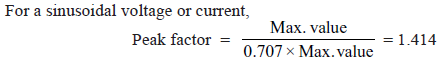 For a sinusoidal voltage or current,
Peak factor = Max. value / 0.707 × Max. value = 1.414